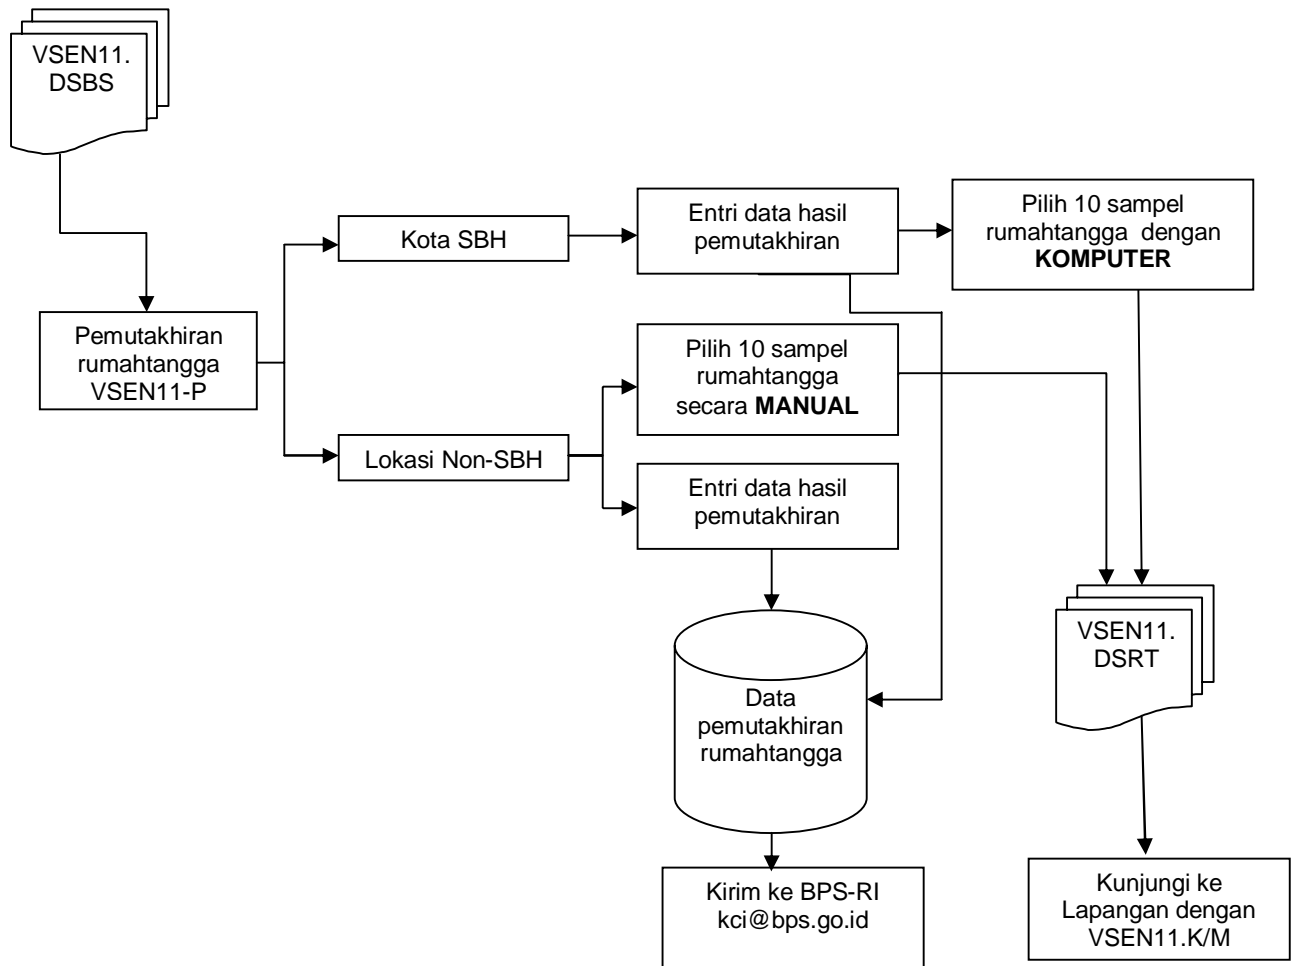 VSEN11.
DSBS
Kota SBH
Entri data hasil
pemutakhiran
Pilih 10 sampel
rumahtangga dengan
KOMPUTER
Pemutakhiran
rumahtangga
VSEN11-P
Pilih 10 sampel
rumahtangga
secara MANUAL
Lokasi Non-SBH
Entri data hasil
pemutakhiran
VSEN11.
DSRT
Data
pemutakhiran
rumahtangga
Kirim ke BPS-RI
kci@bps.go.id
Kunjungi ke
Lapangan dengan
VSEN11.K/M